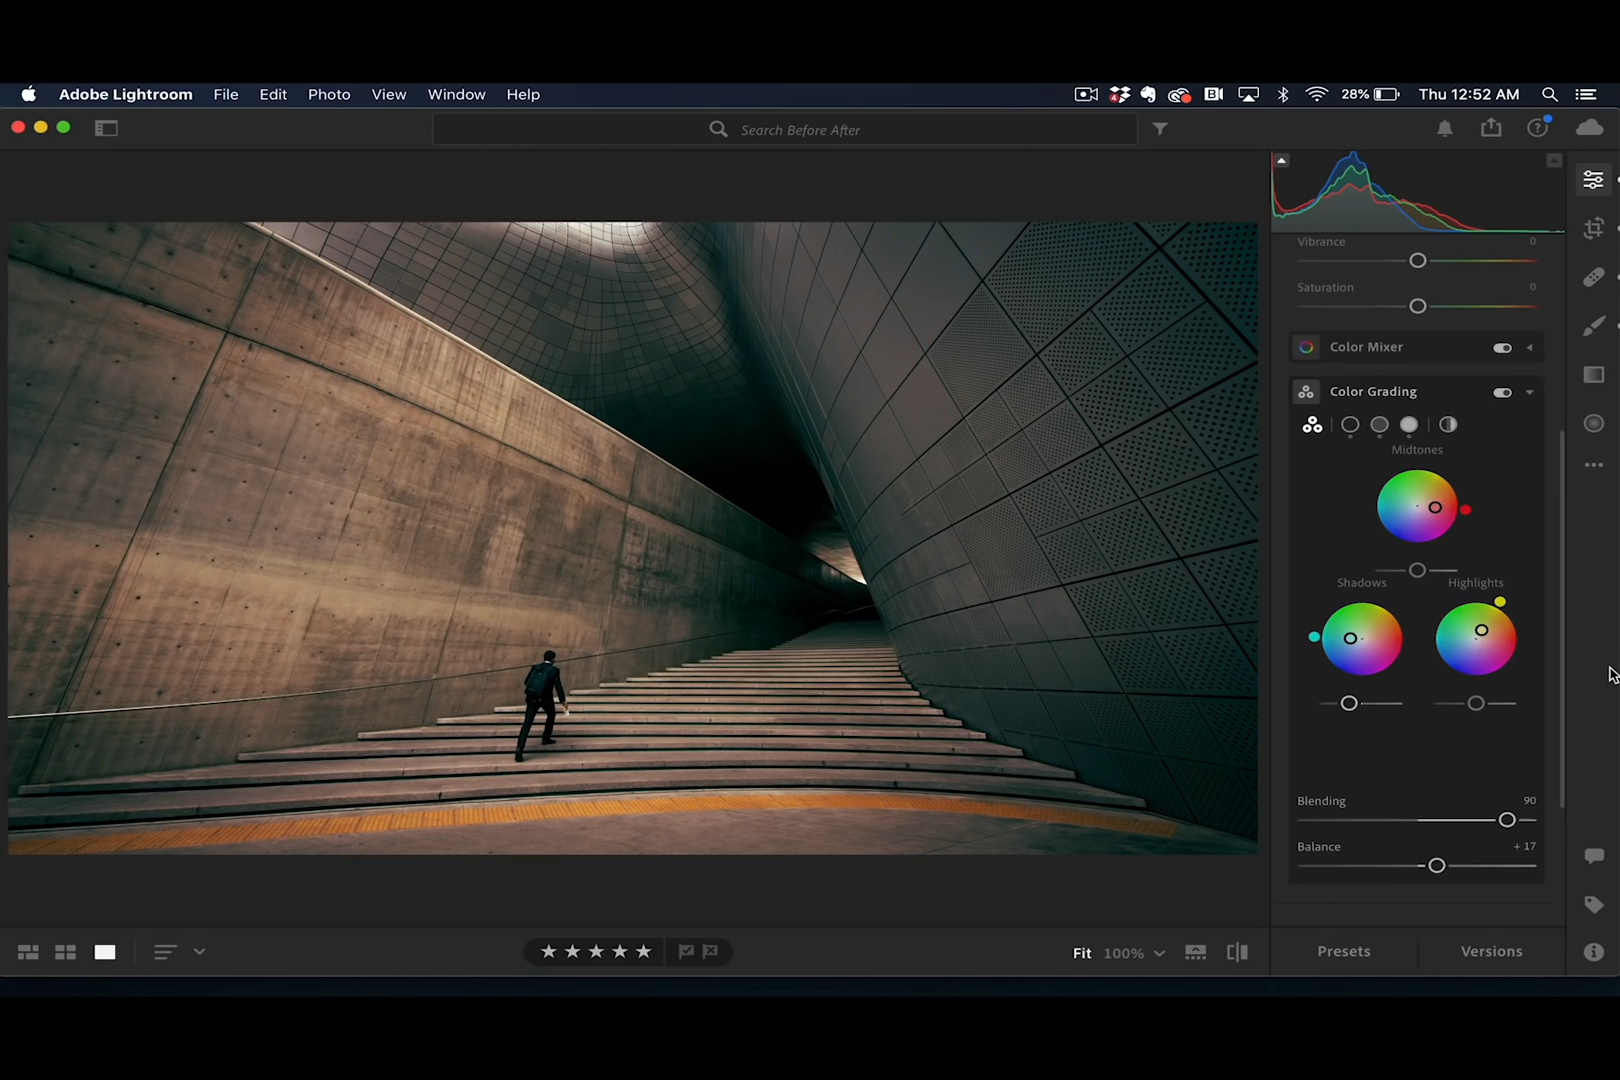 Adobe Lightroom File Edit Photo View Window Help 4 28% Thu 12:52 AM
Search Before After
Vibrance 0
Saturation 0
Color Mixer
Color Grading
Midtones
Shadows Highlights
Blending 90
Balance + 17
Fit 100% Presets Versions